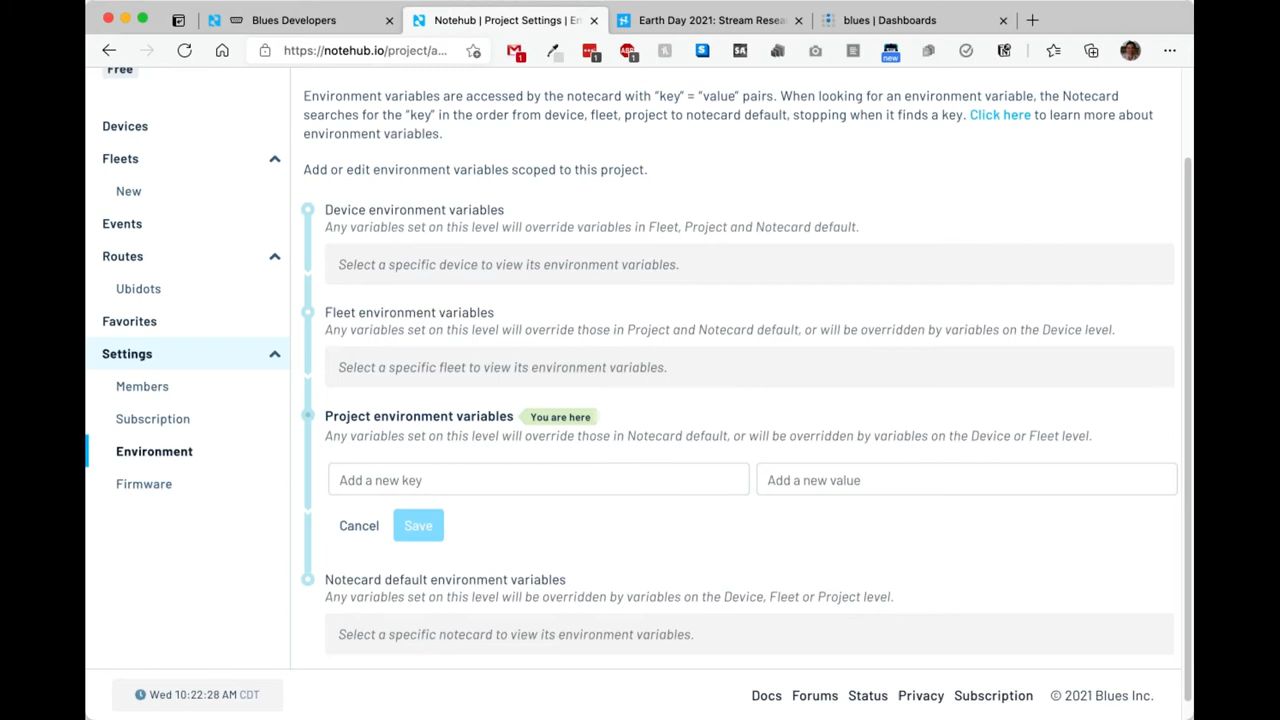 Blues Developers
Notehub | Project Settings | En
Earth Day 2021: Stream Resea
blues | Dashboards
https://notehub.io/project/a...
1
1
1
SA
new
Free
Devices
Fleets
New
Events
Routes
Ubidots
Favorites
Settings
Members
Subscription
Environment
Firmware
Environment variables are accessed by the notecard with “key” = “value” pairs. When looking for an environment variable, the Notecard
searches for the “key” in the order from device, fleet, project to notecard default, stopping when it finds a key. Click here to learn more about
environment variables.
Add or edit environment variables scoped to this project.
Device environment variables
Any variables set on this level will override variables in Fleet, Project and Notecard default.
Select a specific device to view its environment variables.
Fleet environment variables
Any variables set on this level will override those in Project and Notecard default, or will be overridden by variables on the Device level.
Select a specific fleet to view its environment variables.
Project environment variables You are here
Any variables set on this level will override those in Notecard default, or will be overridden by variables on the Device or Fleet level.
Add a new key
Add a new value
Cancel
Save
Notecard default environment variables
Any variables set on this level will be overridden by variables on the Device, Fleet or Project level.
Select a specific notecard to view its environment variables.
Wed 10:22:28 AM CDT
Docs Forums Status Privacy Subscription © 2021 Blues Inc.